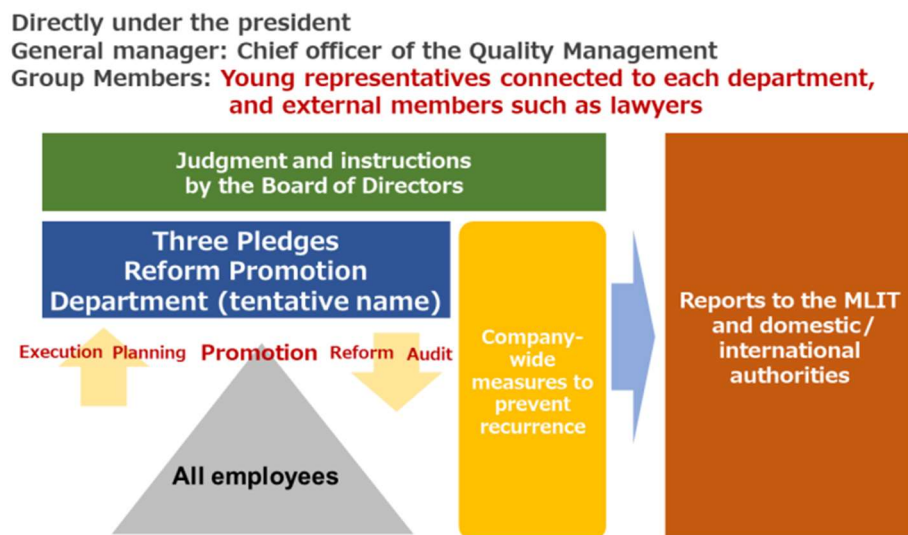 Directly under the president
General manager: Chief officer of the Quality Management
Group Members: Young representatives connected to each department,
and external members such as lawyers
Judgment and instructions
by the Board of Directors
Three Pledges
Reform Promotion
Department (tentative name)
Execution Planning Promotion Reform Audit
All employees
Company-
wide
measures to
prevent
recurrence
Reports to the MLIT
and domestic/
international
authorities